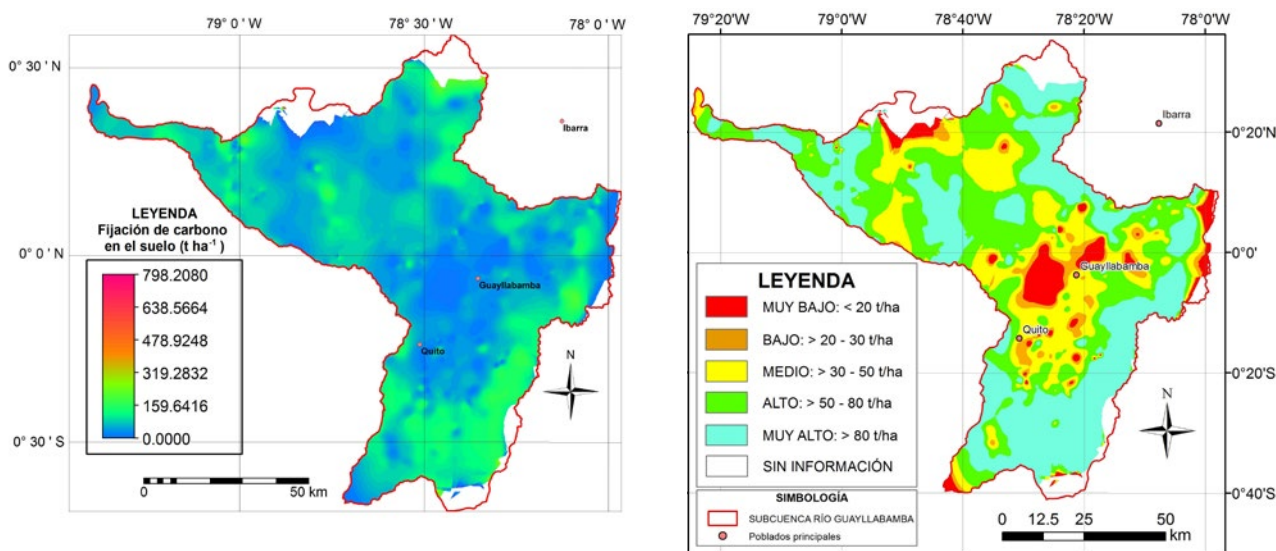 79° 0' W
78° 30' W
78° 0' W
0° 30' N
0° 0' N
0° 30' S
Ibarra
Guayllabamba
Quito
LEYENDA
Fijación de carbono
en el suelo (t ha⁻¹ )
798.2080
638.5664
478.9248
319.2832
159.6416
0.0000
N
0 50 km
79°20'W 79°0'W 78°40'W 78°20'W 78°0'W
Ibarra
0°20'N
0°0'
0°20'S
0°40'S
Guayllabamba
Quito
LEYENDA
MUY BAJO: < 20 t/ha
BAJO: > 20 - 30 t/ha
MEDIO: > 30 - 50 t/ha
ALTO: > 50 - 80 t/ha
MUY ALTO: > 80 t/ha
SIN INFORMACIÓN
SIMBOLOGÍA
SUBCUENCA RÍO GUAYLLABAMBA
Poblados principales
N
0 12.5 25 50
km